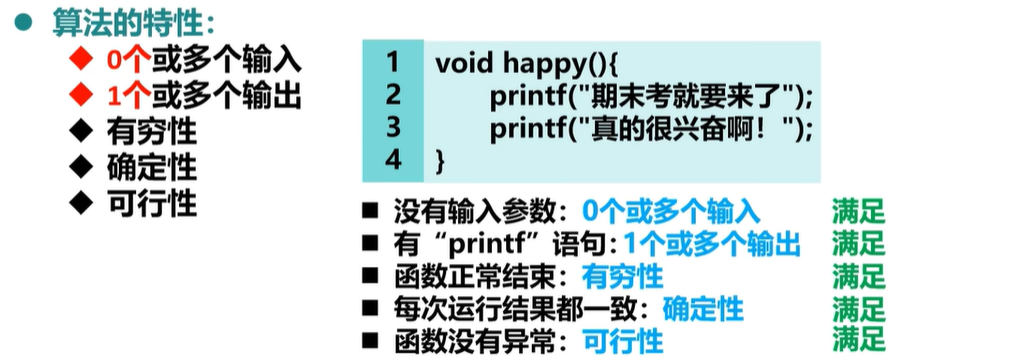 算法的特性：
0个或多个输入
1个或多个输出
有穷性
确定性
可行性
1 void happy(){
2 printf("期末考就要来了");
3 printf("真的很兴奋啊！");
4 }
没有输入参数：0个或多个输入 满足
有“printf”语句：1个或多个输出 满足
函数正常结束：有穷性 满足
每次运行结果都一致：确定性 满足
函数没有异常：可行性 满足